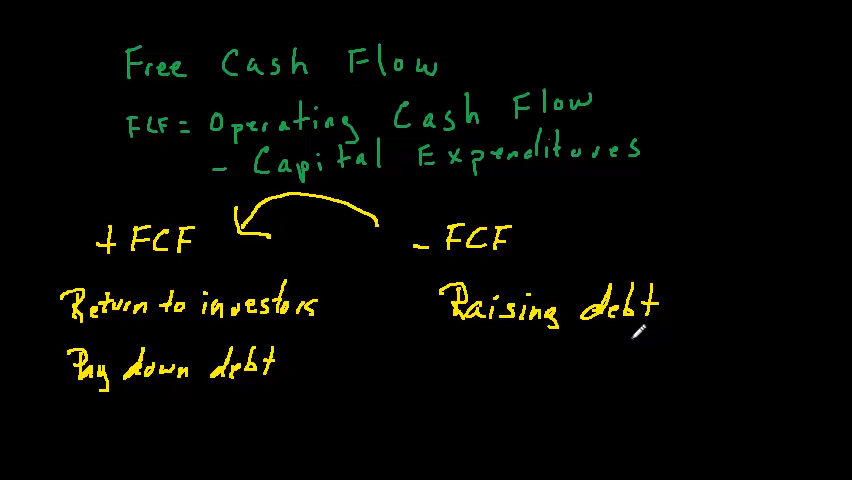 Free Cash Flow
FCF = Operating Cash Flow
- Capital Expenditures
+ FCF
- FCF
Return to investors
Raising debt
Pay down debt